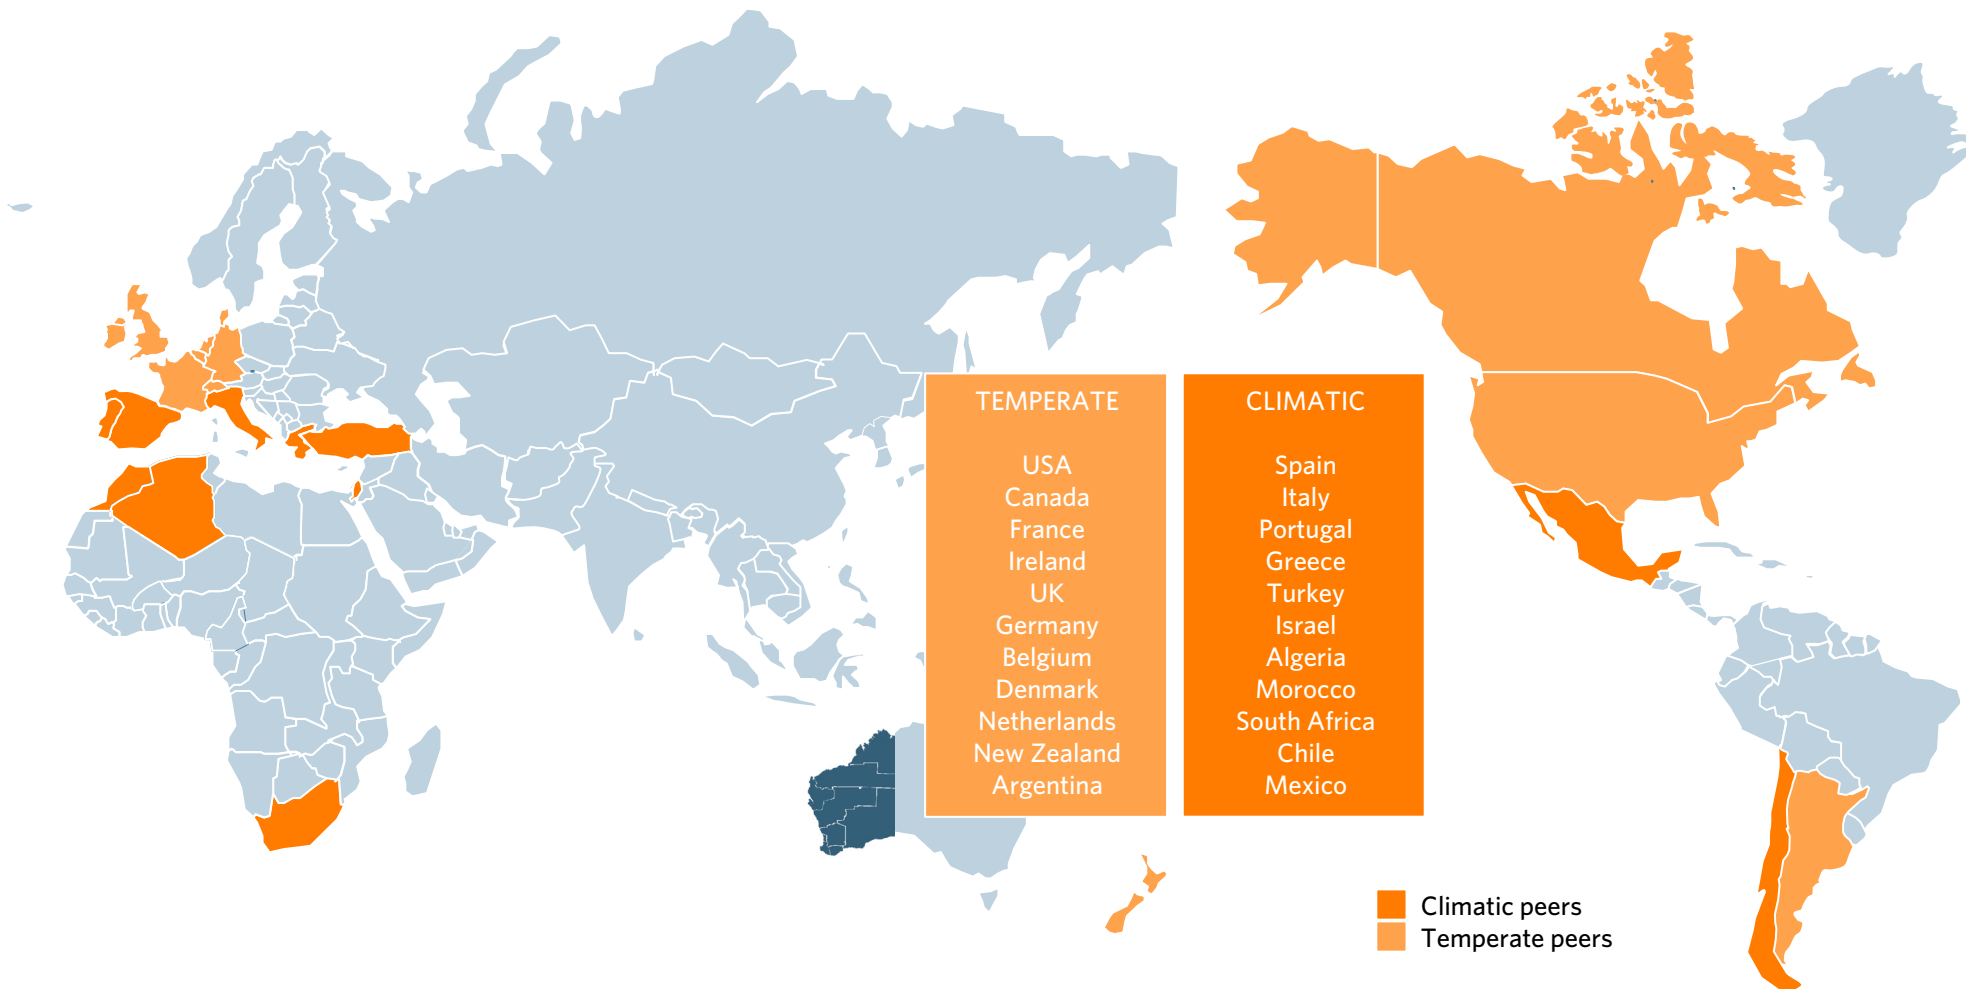 TEMPERATE
USA
Canada
France
Ireland
UK
Germany
Belgium
Denmark
Netherlands
New Zealand
Argentina
CLIMATIC
Spain
Italy
Portugal
Greece
Turkey
Israel
Algeria
Morocco
South Africa
Chile
Mexico
Climatic peers
Temperate peers